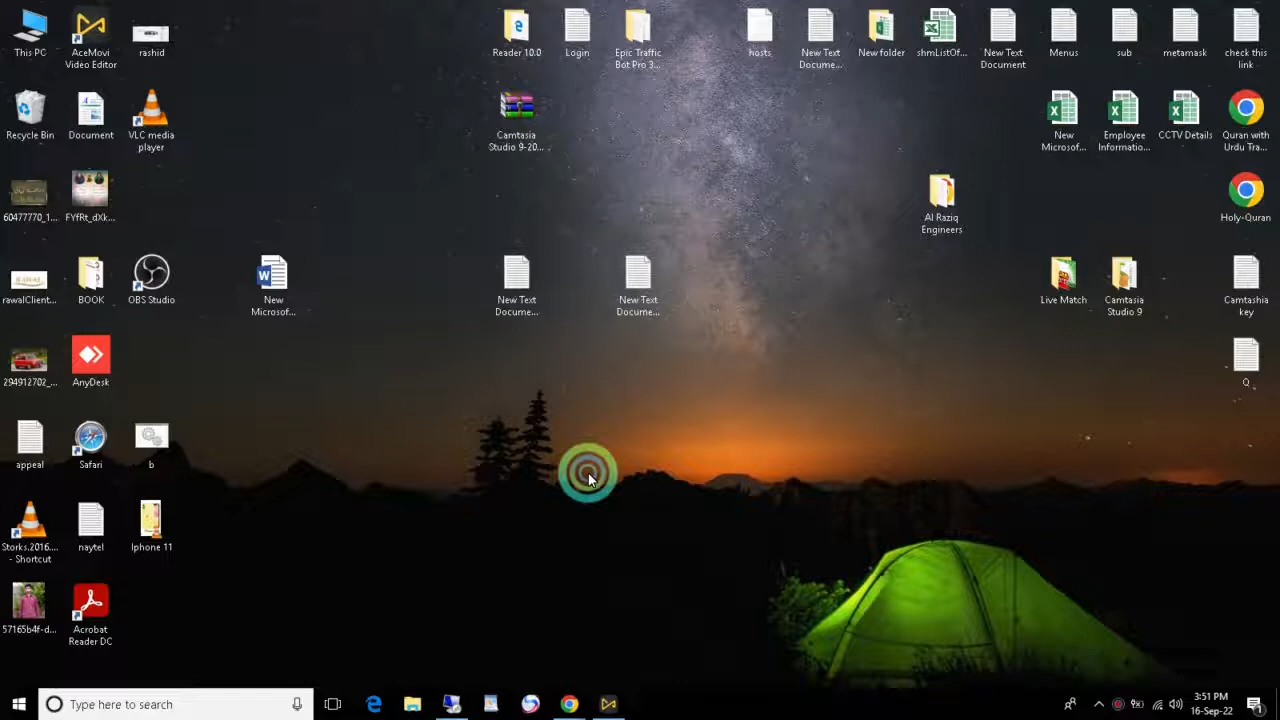 This PC
AceMovi
Video Editor
rashid
Reader 10.0
Login
Epic Traffic
Bot Pro 3...
hosts
New Text
Docume...
New folder
shmListOf...
New Text
Document
Menus
sub
metamask
check this
link
Recycle Bin
Document
VLC media
player
Camtasia
Studio 9-20...
New
Microsof...
Employee
Informatio...
CCTV Details
Quran with
Urdu Tra...
60477770_1...
FYfRt_dXk...
Al Raziq
Engineers
Holy-Quran
rawalClient...
BOOK
OBS Studio
New
Microsof...
New Text
Docume...
New Text
Docume...
Live Match
Camtasia
Studio 9
Camtashia
key
294912702_...
AnyDesk
Q
appeal
Safari
b
Storks.2016....
- Shortcut
naytel
Iphone 11
57165b4f-d...
Acrobat
Reader DC
Type here to search
3:51 PM
16-Sep-22